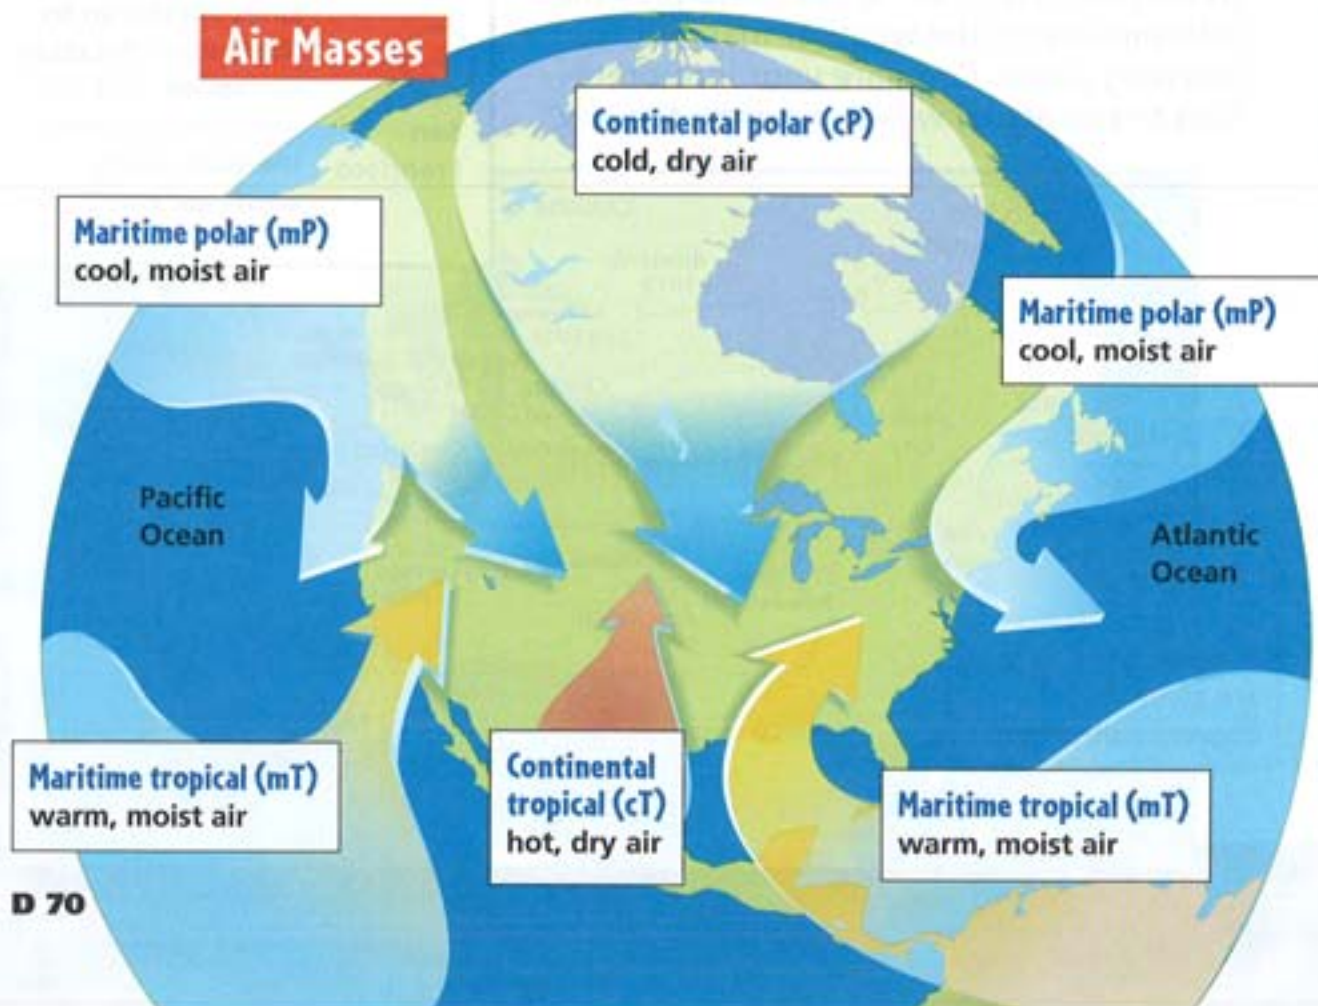 Air Masses
Continental polar (cP)
cold, dry air
Maritime polar (mP)
cool, moist air
Maritime polar (mP)
cool, moist air
Pacific
Ocean
Atlantic
Ocean
Maritime tropical (mT)
warm, moist air
Continental
tropical (cT)
hot, dry air
Maritime tropical (mT)
warm, moist air
D 70